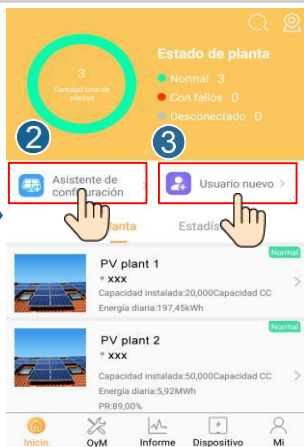 Estado de planta
3
Cantidad total de
plantas
Normal 3
Con fallos 0
Desconectado 0
2
3
Asistente de
configuración
Usuario nuevo
lanta
Estadís
Normal
PV plant 1
xxx
Capacidad instalada:20,000Capacidad CC
Energía diaria:197,45kWh
Normal
PV plant 2
xxx
Capacidad instalada:50,000Capacidad CC
Energía diaria:5,92MWh
PR:89,00%
Inicio
OyM
Informe
Dispositivo
Mi